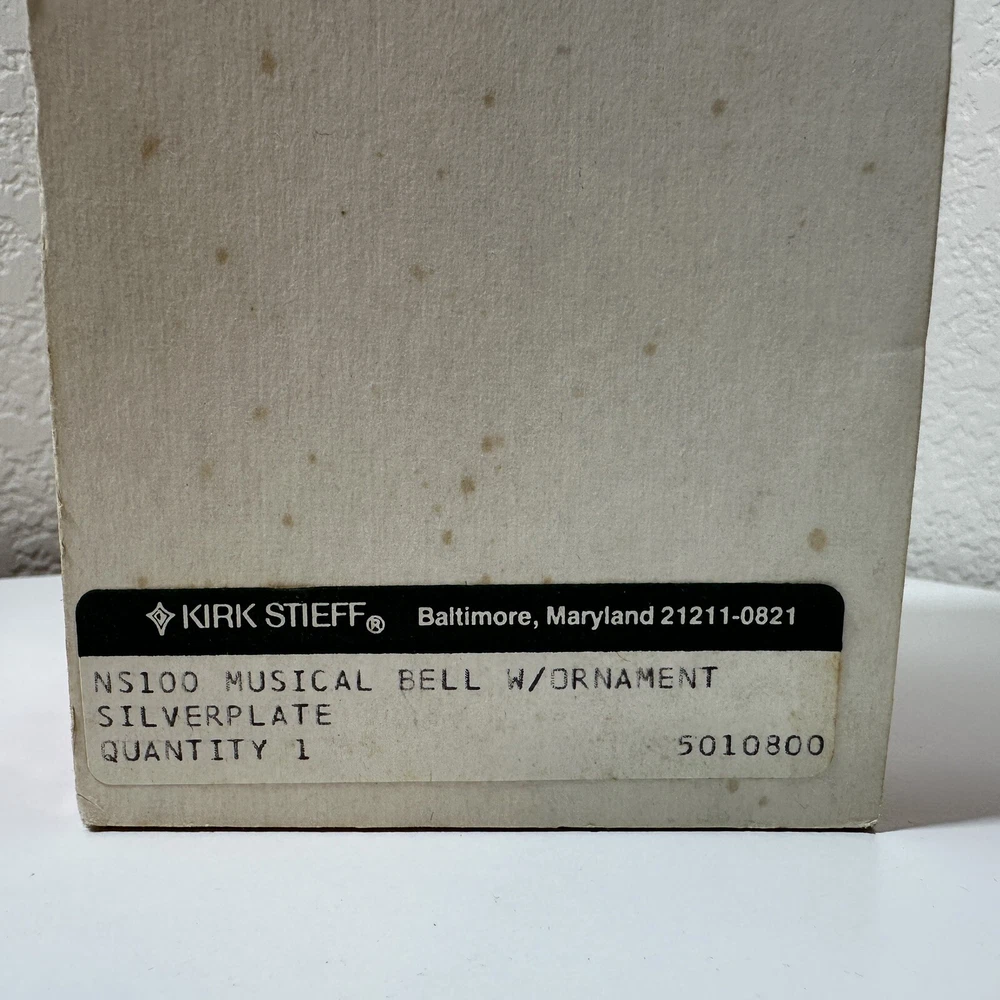 KIRK STIEFF® Baltimore, Maryland 21211-0821
NS100 MUSICAL BELL W/ORNAMENT
SILVERPLATE
QUANTITY 1 5010800